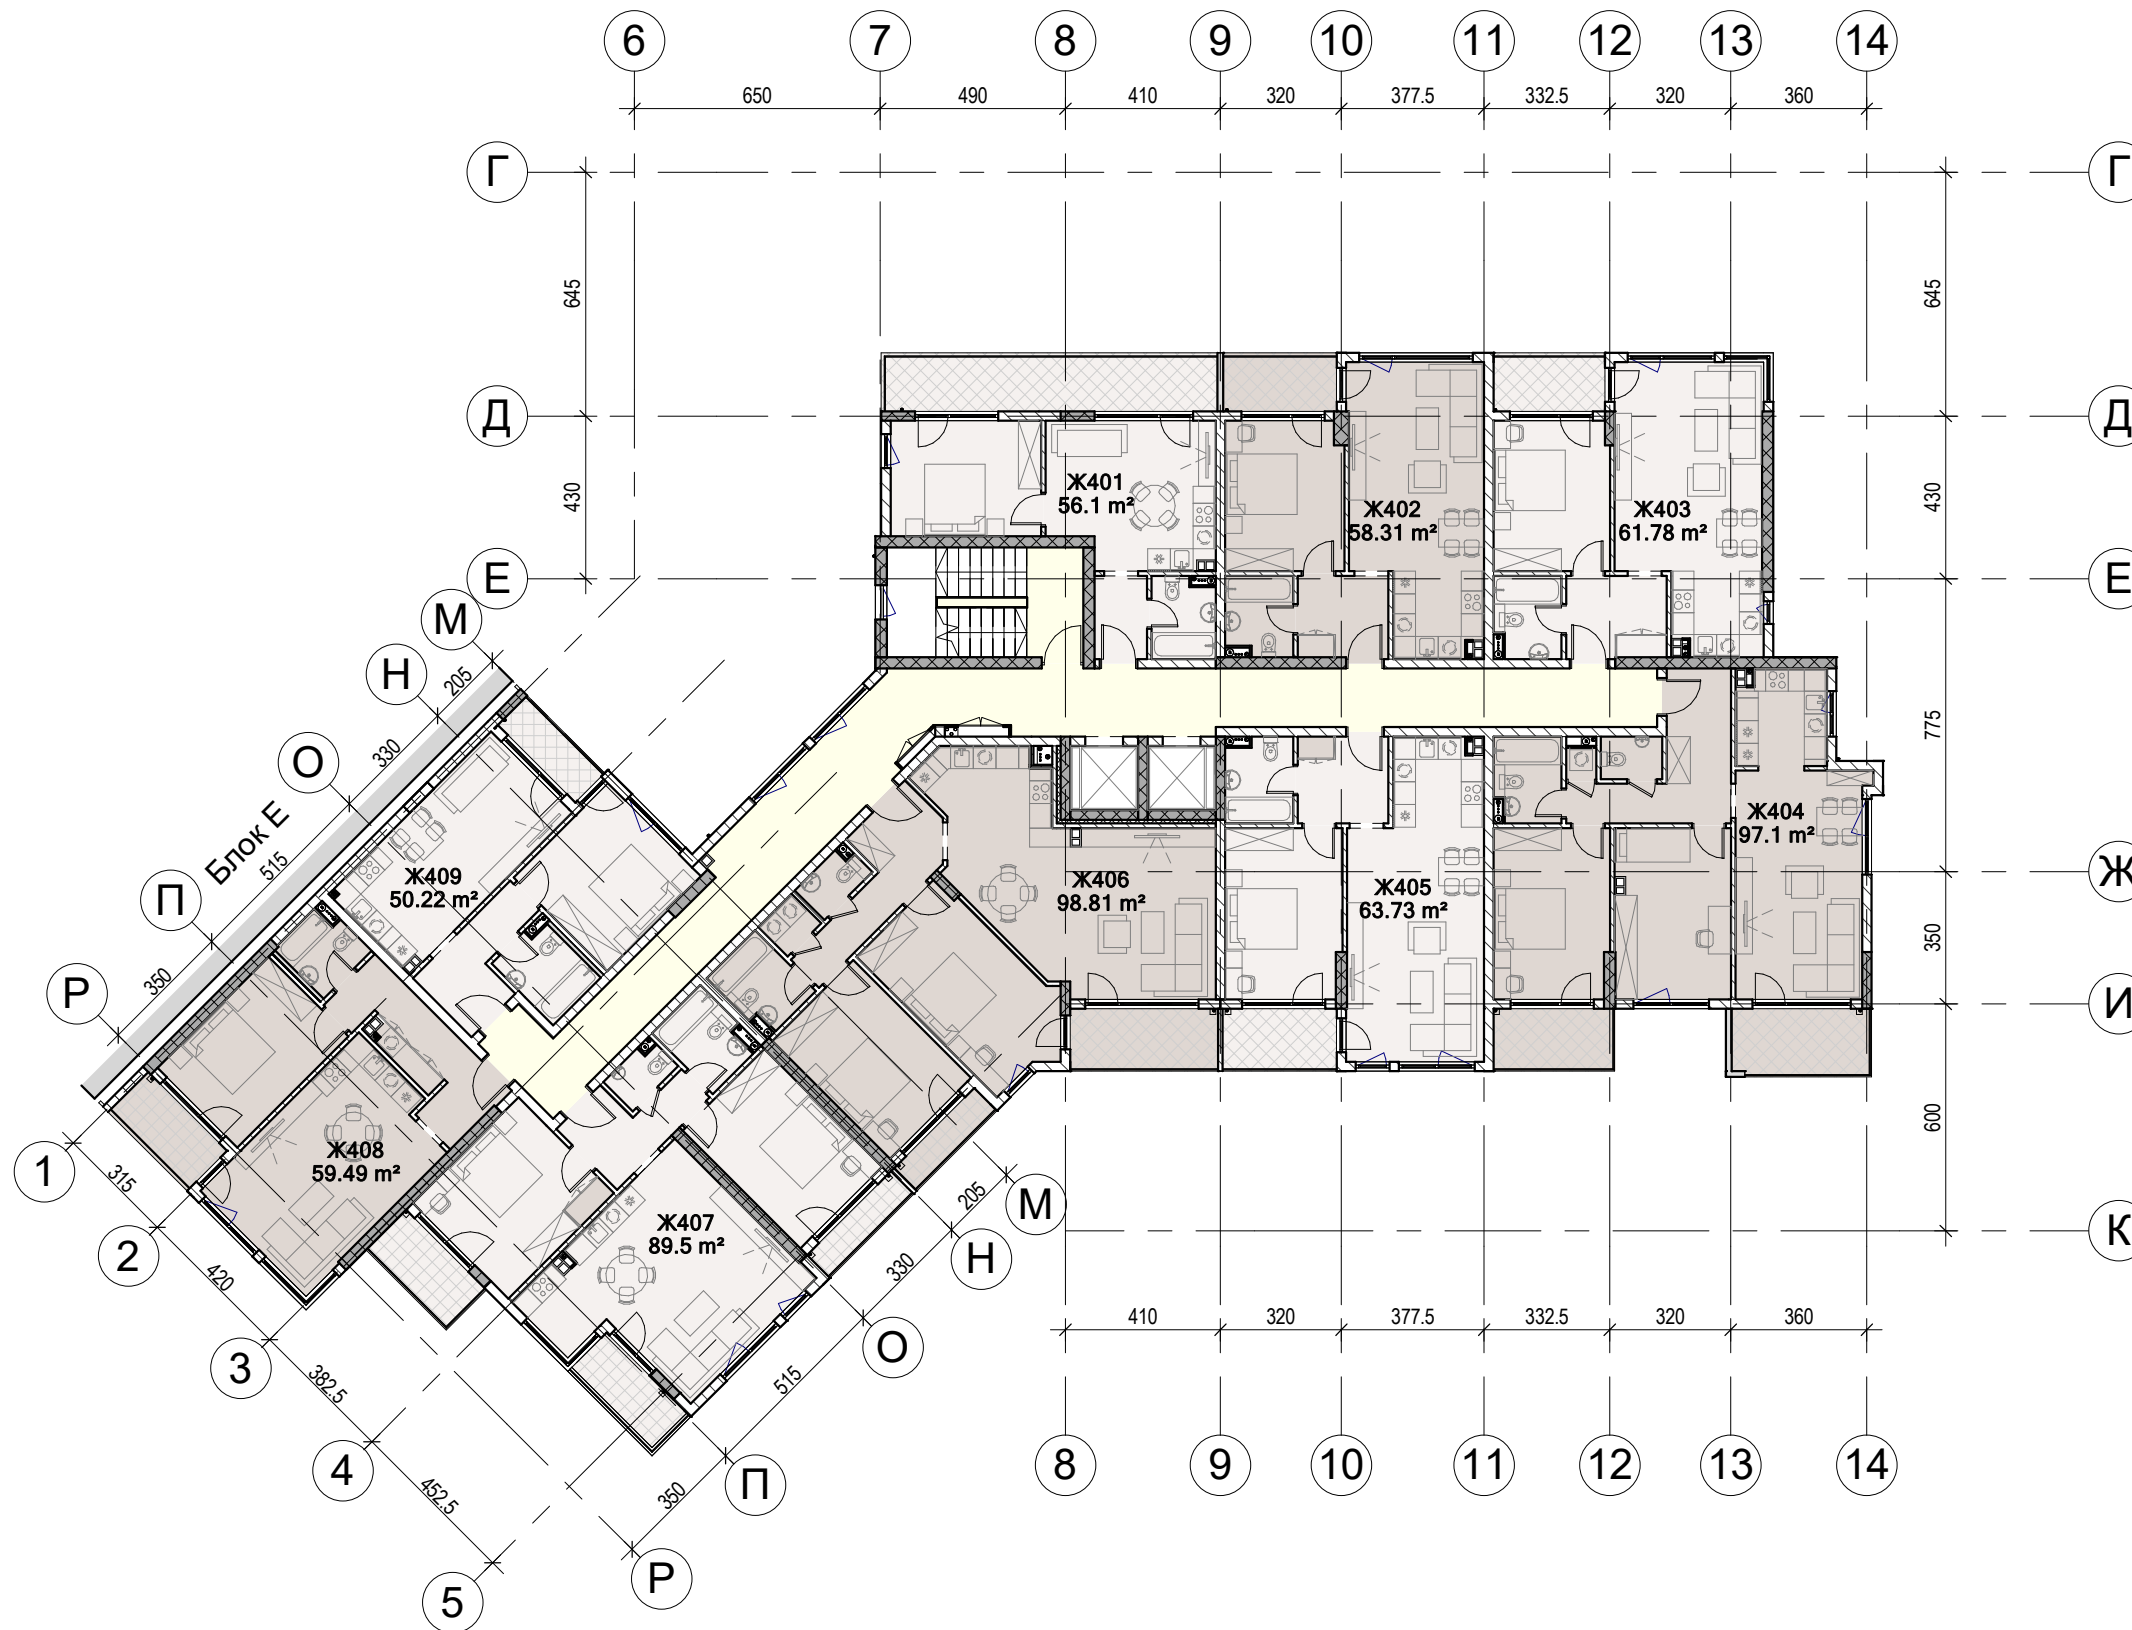 6 7 8 9 10 11 12 13 14
650 490 410 320 377.5 332.5 320 360
Г Г
645 645
Д Д
430 430
Е Е
Ж401
56.1 m²
Ж402
58.31 m²
Ж403
61.78 m²
М
Н
О
П
Р
205
330
515
350
Блок Е
775
Ж404
97.1 m²
Ж
Ж405
63.73 m²
Ж406
98.81 m²
Ж409
50.22 m²
350
И
600
К
Ж408
59.49 m²
Ж407
89.5 m²
1
2
3
4
5
315
420
382.5
452.5
М
Н
О
П
Р
205
330
515
350
410 320 377.5 332.5 320 360
8 9 10 11 12 13 14